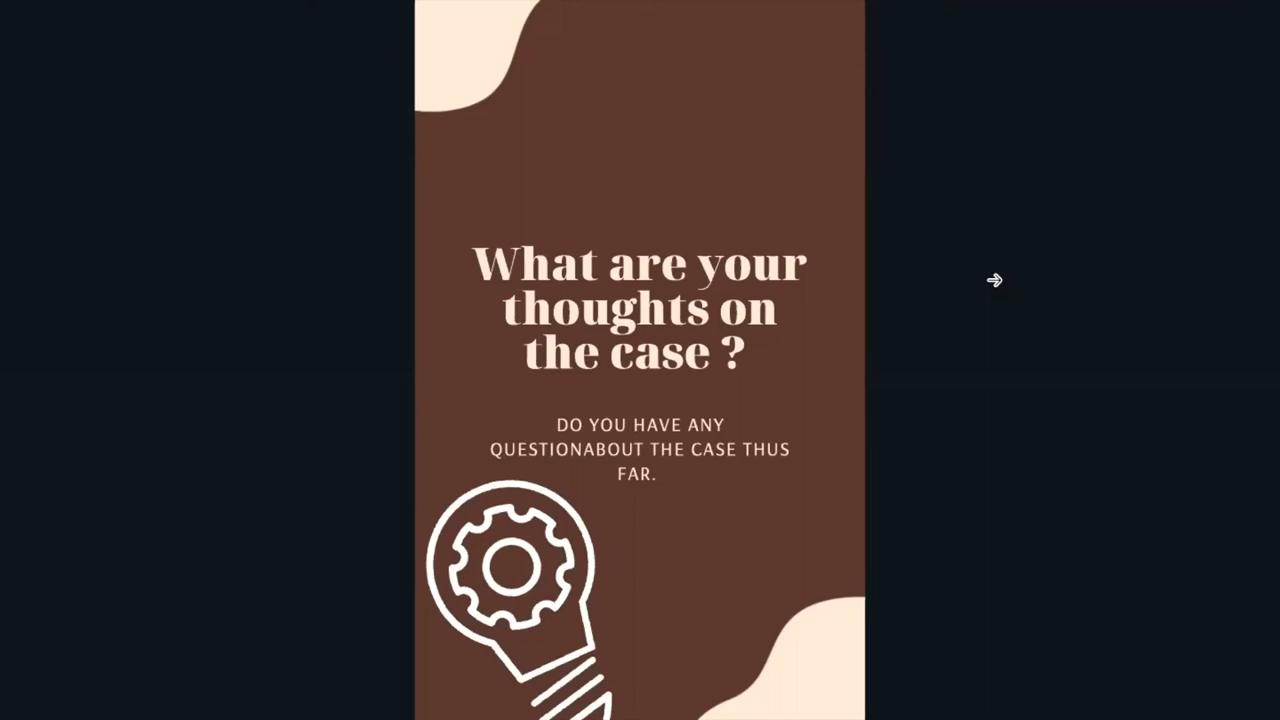 What are your
thoughts on
the case ?
DO YOU HAVE ANY
QUESTIONABOUT THE CASE THUS
FAR.